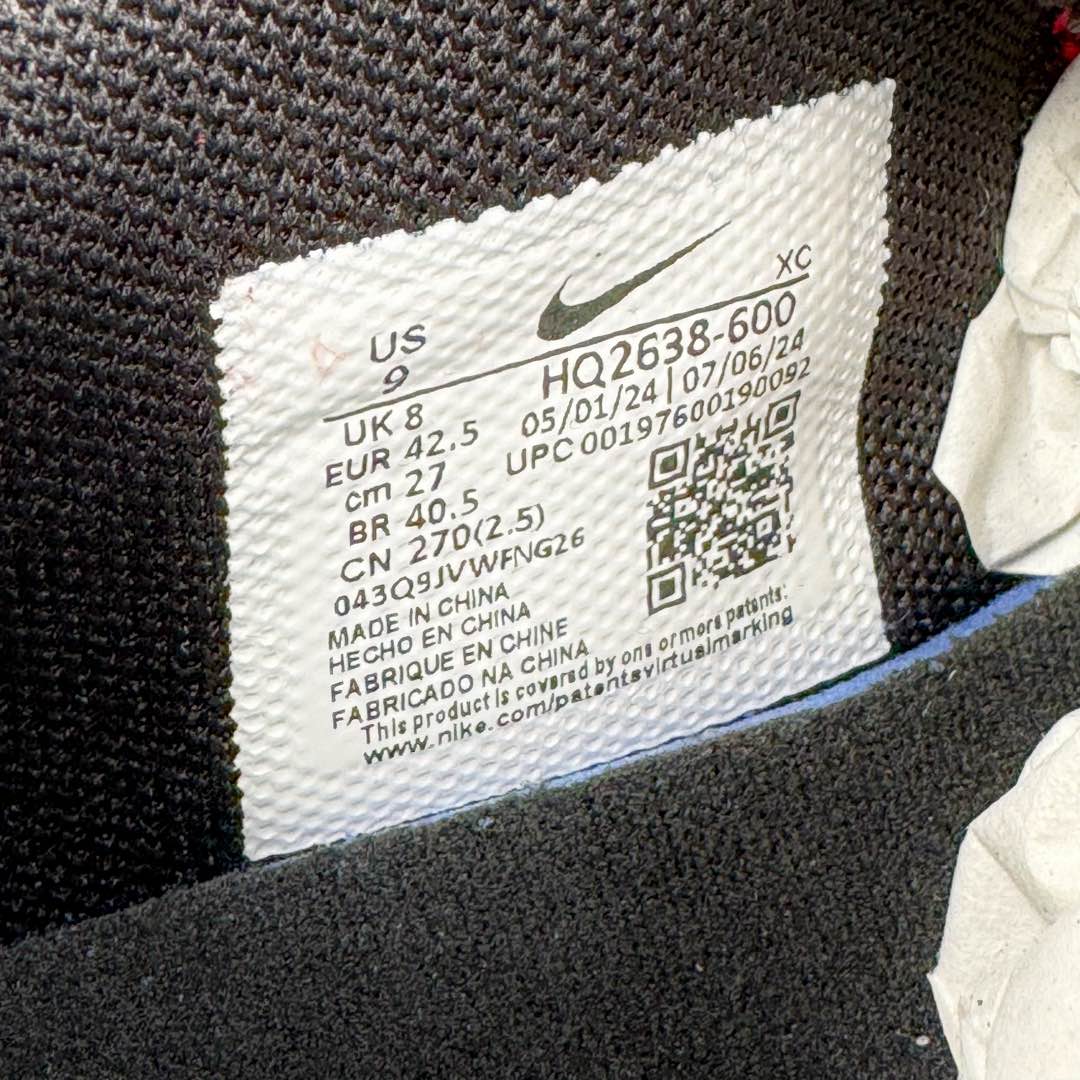 XC
US
9
HQ2638-600
UK 8
05/01/24 | 07/06/24
EUR 42.5
UPC 00197600190092
cm 27
BR 40.5
CN 270(2.5)
043Q9JVWFNG26
MADE IN CHINA
HECHO EN CHINA
FABRIQUE EN CHINE
FABRICADO NA CHINA
This product is covered by one or more patents:
www.nike.com/patentsvirtualmarking